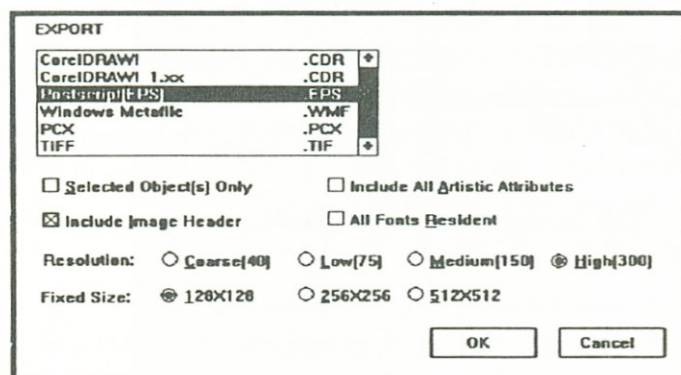 EXPORT
CorelDRAW! .CDR
CorelDRAW! 1.xx .CDR
Postscript(EPS) .EPS
Windows Metafile .WMF
PCX .PCX
TIFF .TIF
Selected Object(s) Only Include All Artistic Attributes
Include Image Header All Fonts Resident
Resolution: Coarse(40) Low(75) Medium(150) High(300)
Fixed Size: 128X128 256X256 512X512
OK Cancel